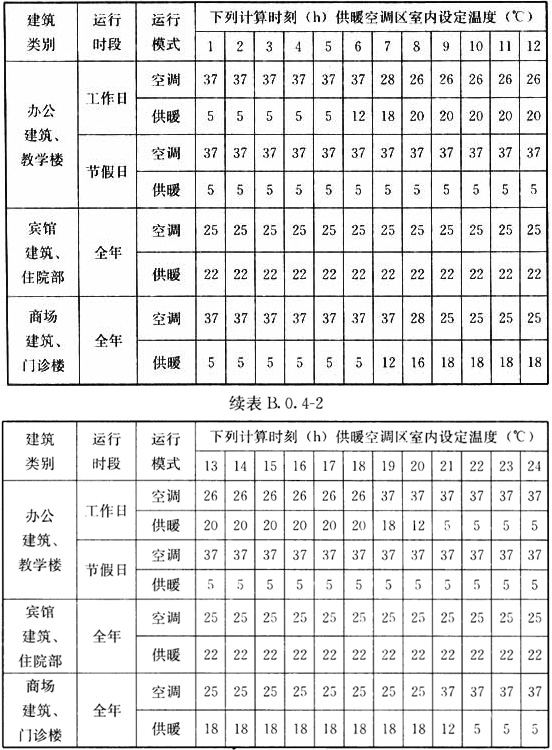 建筑 运行 运行 下列计算时刻（h）供暖空调区室内设定温度（℃）
类别 时段 模式 1 2 3 4 5 6 7 8 9 10 11 12
办公
建筑、
教学楼
工作日 空调 37 37 37 37 37 37 28 26 26 26 26 26
供暖 5 5 5 5 5 12 18 20 20 20 20 20
节假日 空调 37 37 37 37 37 37 37 37 37 37 37 37
供暖 5 5 5 5 5 5 5 5 5 5 5 5
宾馆
建筑、
住院部
全年 空调 25 25 25 25 25 25 25 25 25 25 25 25
供暖 22 22 22 22 22 22 22 22 22 22 22 22
商场
建筑、
门诊楼
全年 空调 37 37 37 37 37 37 37 28 25 25 25 25
供暖 5 5 5 5 5 5 12 16 18 18 18 18
续表 B.0.4-2
建筑 运行 运行 下列计算时刻（h）供暖空调区室内设定温度（℃）
类别 时段 模式 13 14 15 16 17 18 19 20 21 22 23 24
办公
建筑、
教学楼
工作日 空调 26 26 26 26 26 26 37 37 37 37 37 37
供暖 20 20 20 20 20 20 18 12 5 5 5 5
节假日 空调 37 37 37 37 37 37 37 37 37 37 37 37
供暖 5 5 5 5 5 5 5 5 5 5 5 5
宾馆
建筑、
住院部
全年 空调 25 25 25 25 25 25 25 25 25 25 25 25
供暖 22 22 22 22 22 22 22 22 22 22 22 22
商场
建筑、
门诊楼
全年 空调 25 25 25 25 25 25 25 25 37 37 37 37
供暖 18 18 18 18 18 18 18 18 12 5 5 5